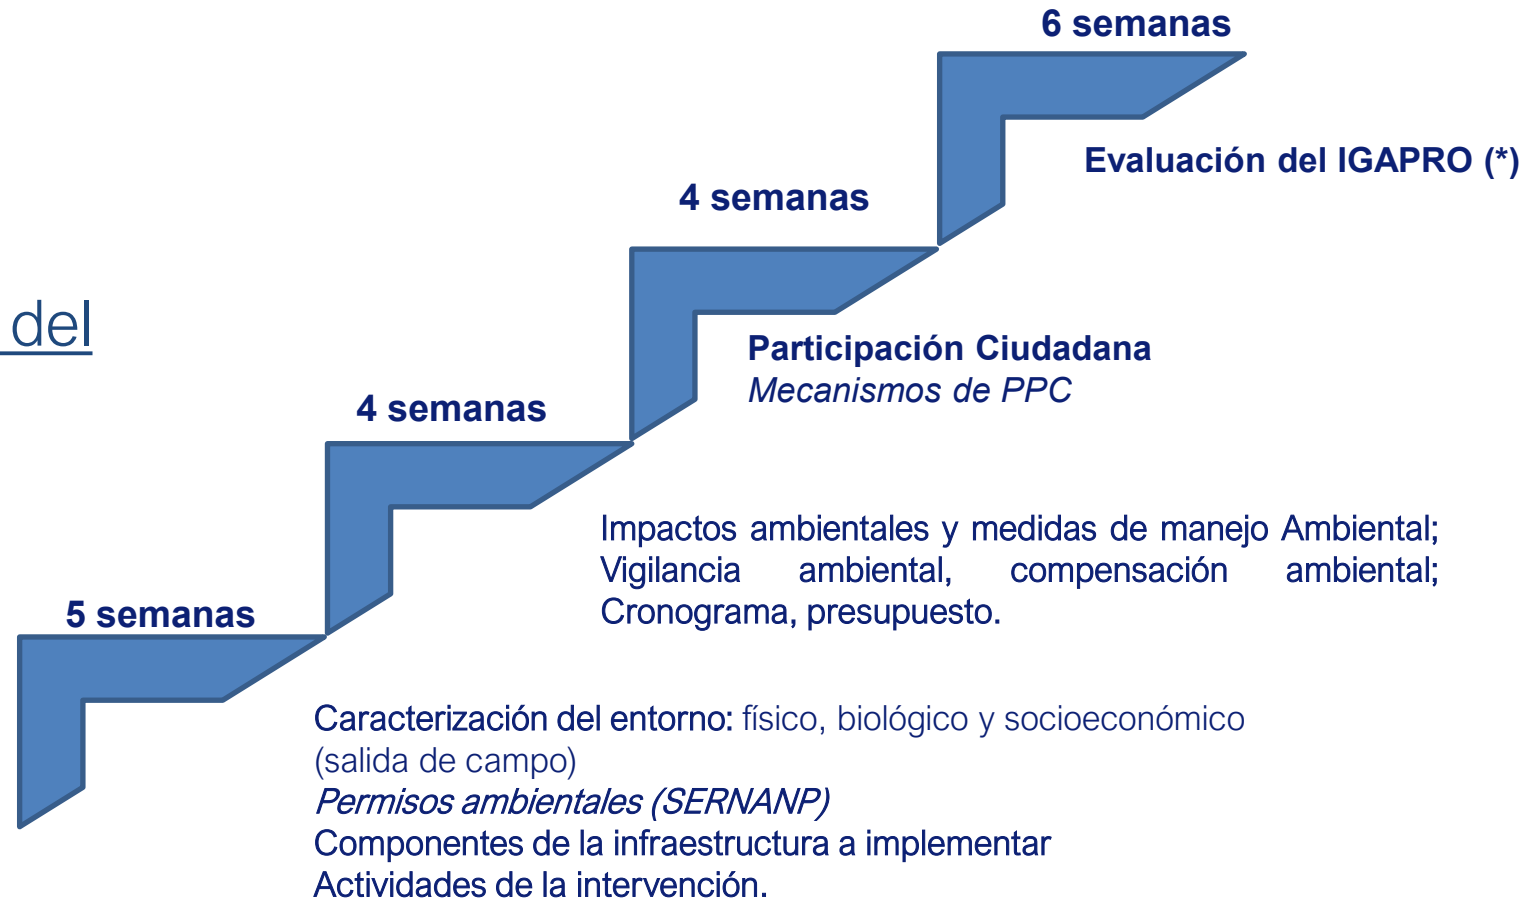 6 semanas
Evaluación del IGAPRO (*)
4 semanas
del
Participación Ciudadana
Mecanismos de PPC
4 semanas
Impactos ambientales y medidas de manejo Ambiental;
Vigilancia ambiental, compensación ambiental;
Cronograma, presupuesto.
5 semanas
Caracterización del entorno: físico, biológico y socioeconómico
(salida de campo)
Permisos ambientales (SERNANP)
Componentes de la infraestructura a implementar
Actividades de la intervención.